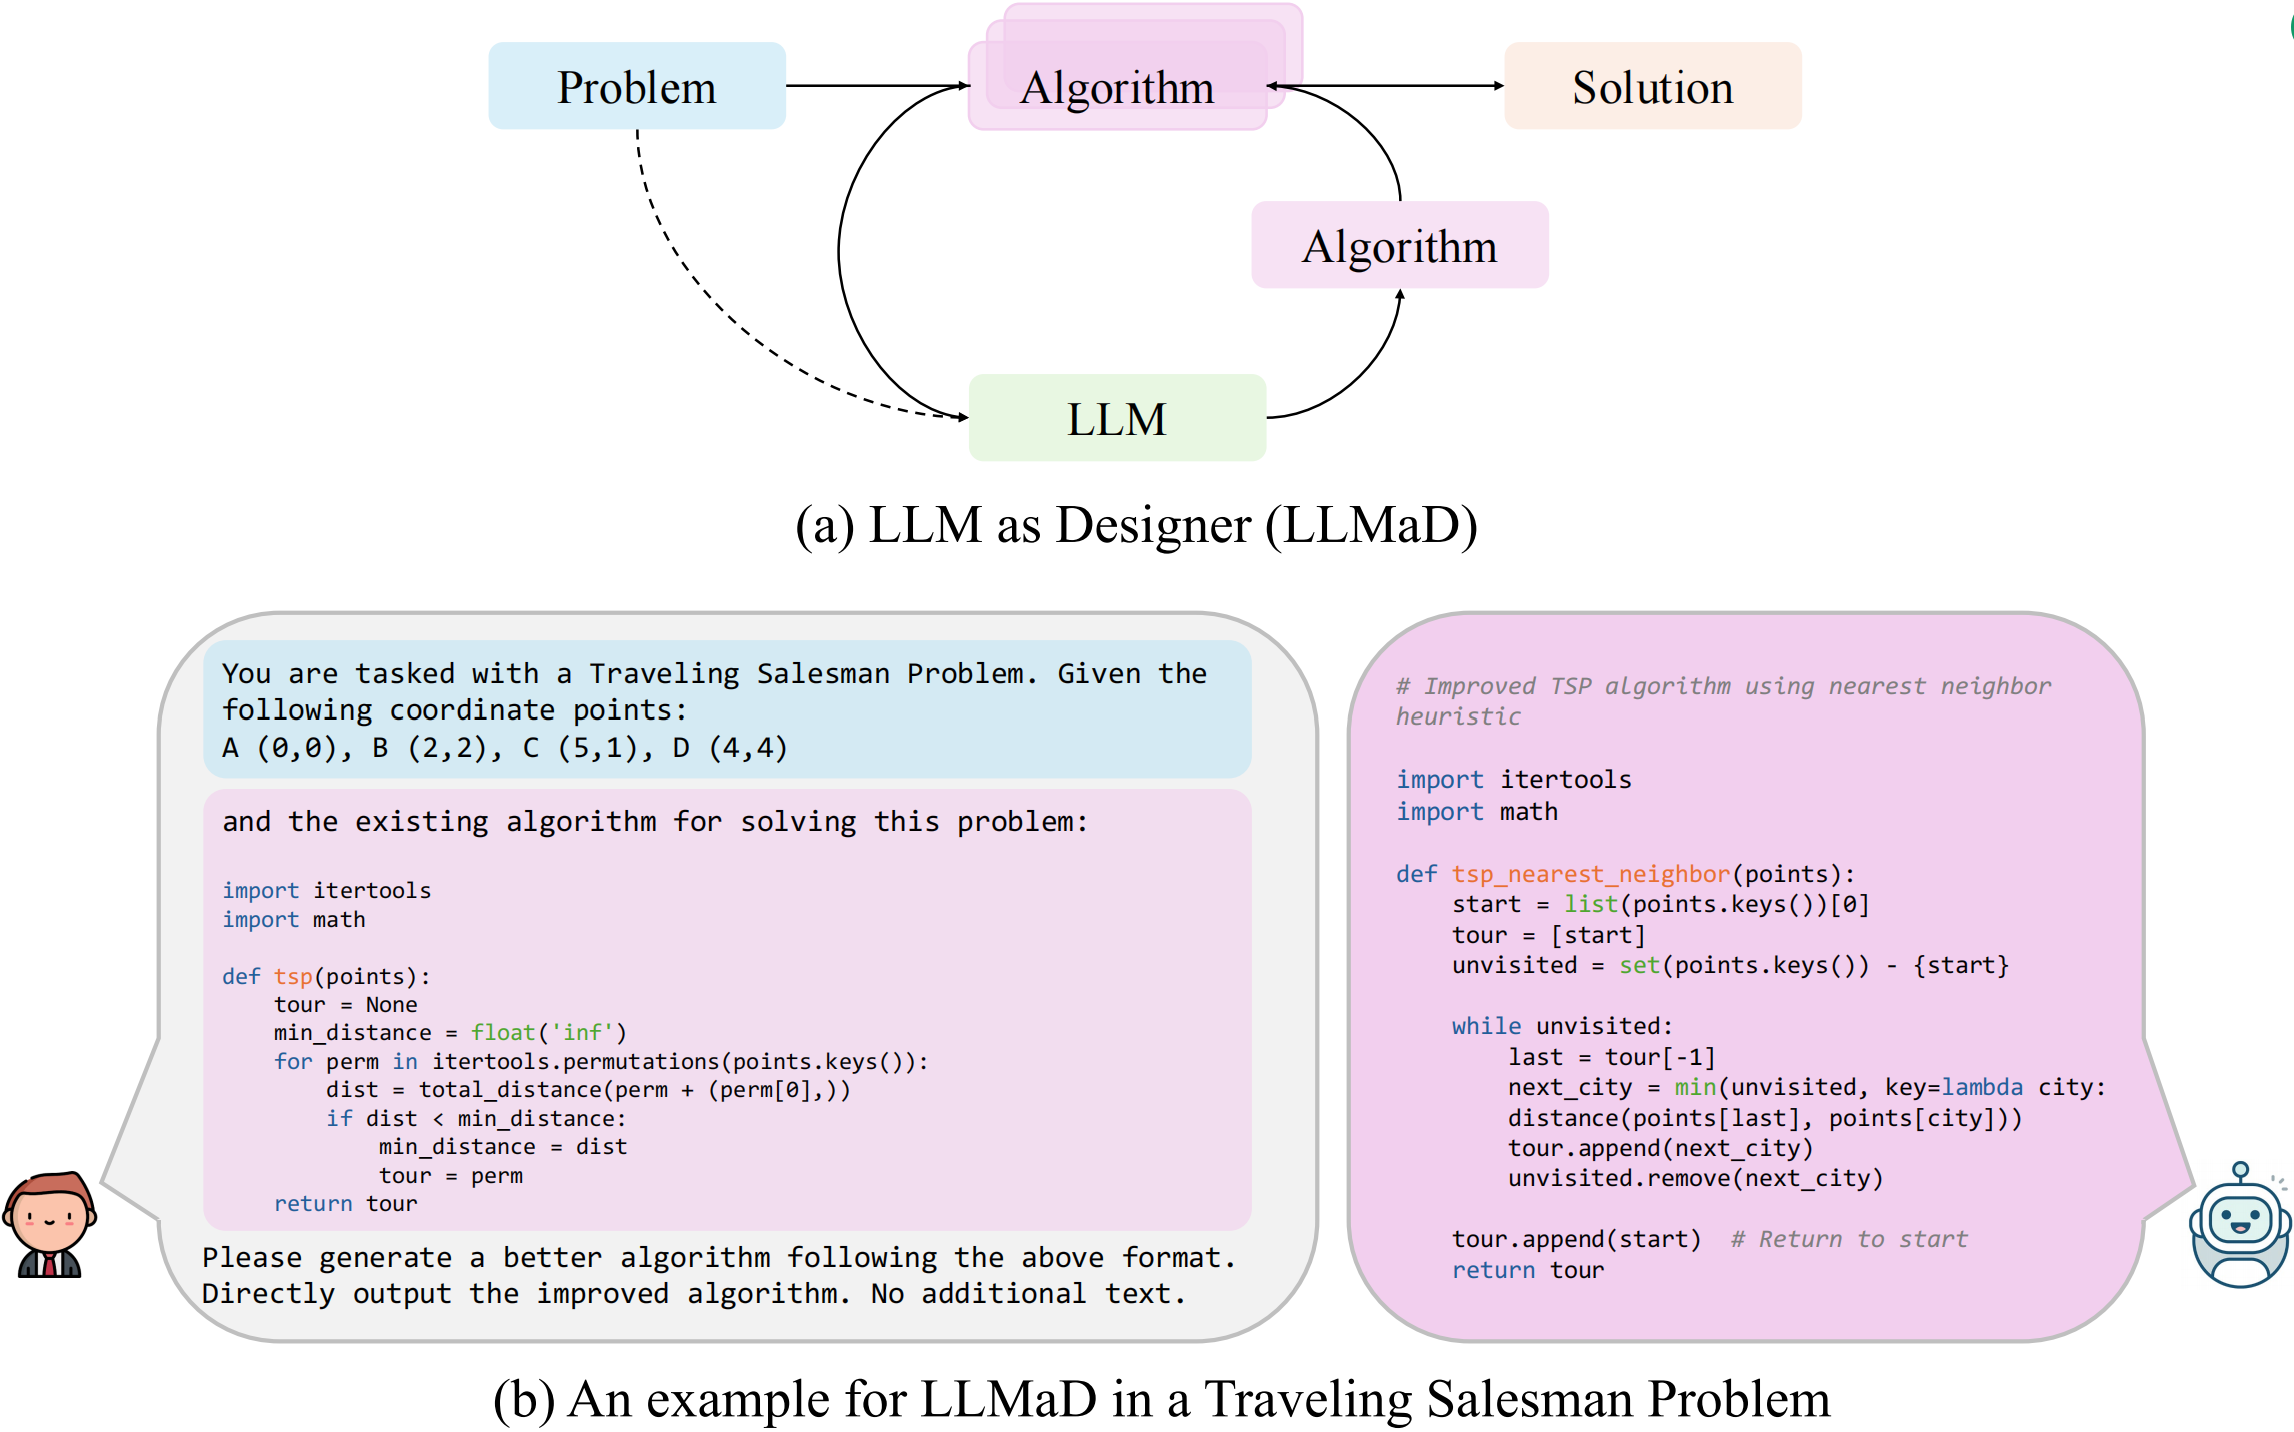 Problem
Algorithm
Solution
Algorithm
LLM
(a) LLM as Designer (LLMaD)
You are tasked with a Traveling Salesman Problem. Given the
following coordinate points:
A (0,0), B (2,2), C (5,1), D (4,4)
and the existing algorithm for solving this problem:
import itertools
import math
def tsp(points):
    tour = None
    min_distance = float('inf')
    for perm in itertools.permutations(points.keys()):
        dist = total_distance(perm + (perm[0],))
        if dist < min_distance:
            min_distance = dist
            tour = perm
    return tour
Please generate a better algorithm following the above format.
Directly output the improved algorithm. No additional text.
# Improved TSP algorithm using nearest neighbor
heuristic
import itertools
import math
def tsp_nearest_neighbor(points):
    start = list(points.keys())[0]
    tour = [start]
    unvisited = set(points.keys()) - {start}
    while unvisited:
        last = tour[-1]
        next_city = min(unvisited, key=lambda city:
        distance(points[last], points[city]))
        tour.append(next_city)
        unvisited.remove(next_city)
    tour.append(start)  # Return to start
    return tour
(b) An example for LLMaD in a Traveling Salesman Problem